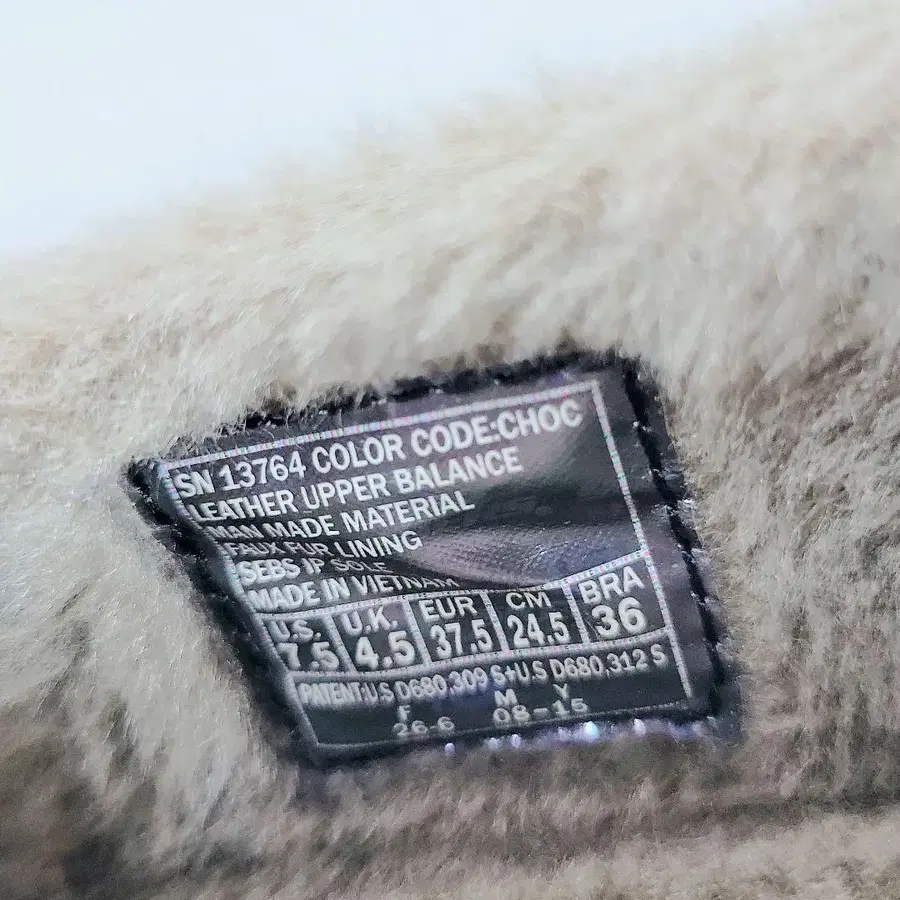 SN 13764 COLOR CODE:CHOC
LEATHER UPPER BALANCE
MAN MADE MATERIAL
FAUX FUR LINING
SEBS JP SOLE
MADE IN VIETNAM
U.S. U.K. EUR CM BRA
7.5 4.5 37.5 24.5 36
PATENT:U.S D680,309 S+U.S D680,312 S
F M Y
26-6 08-15